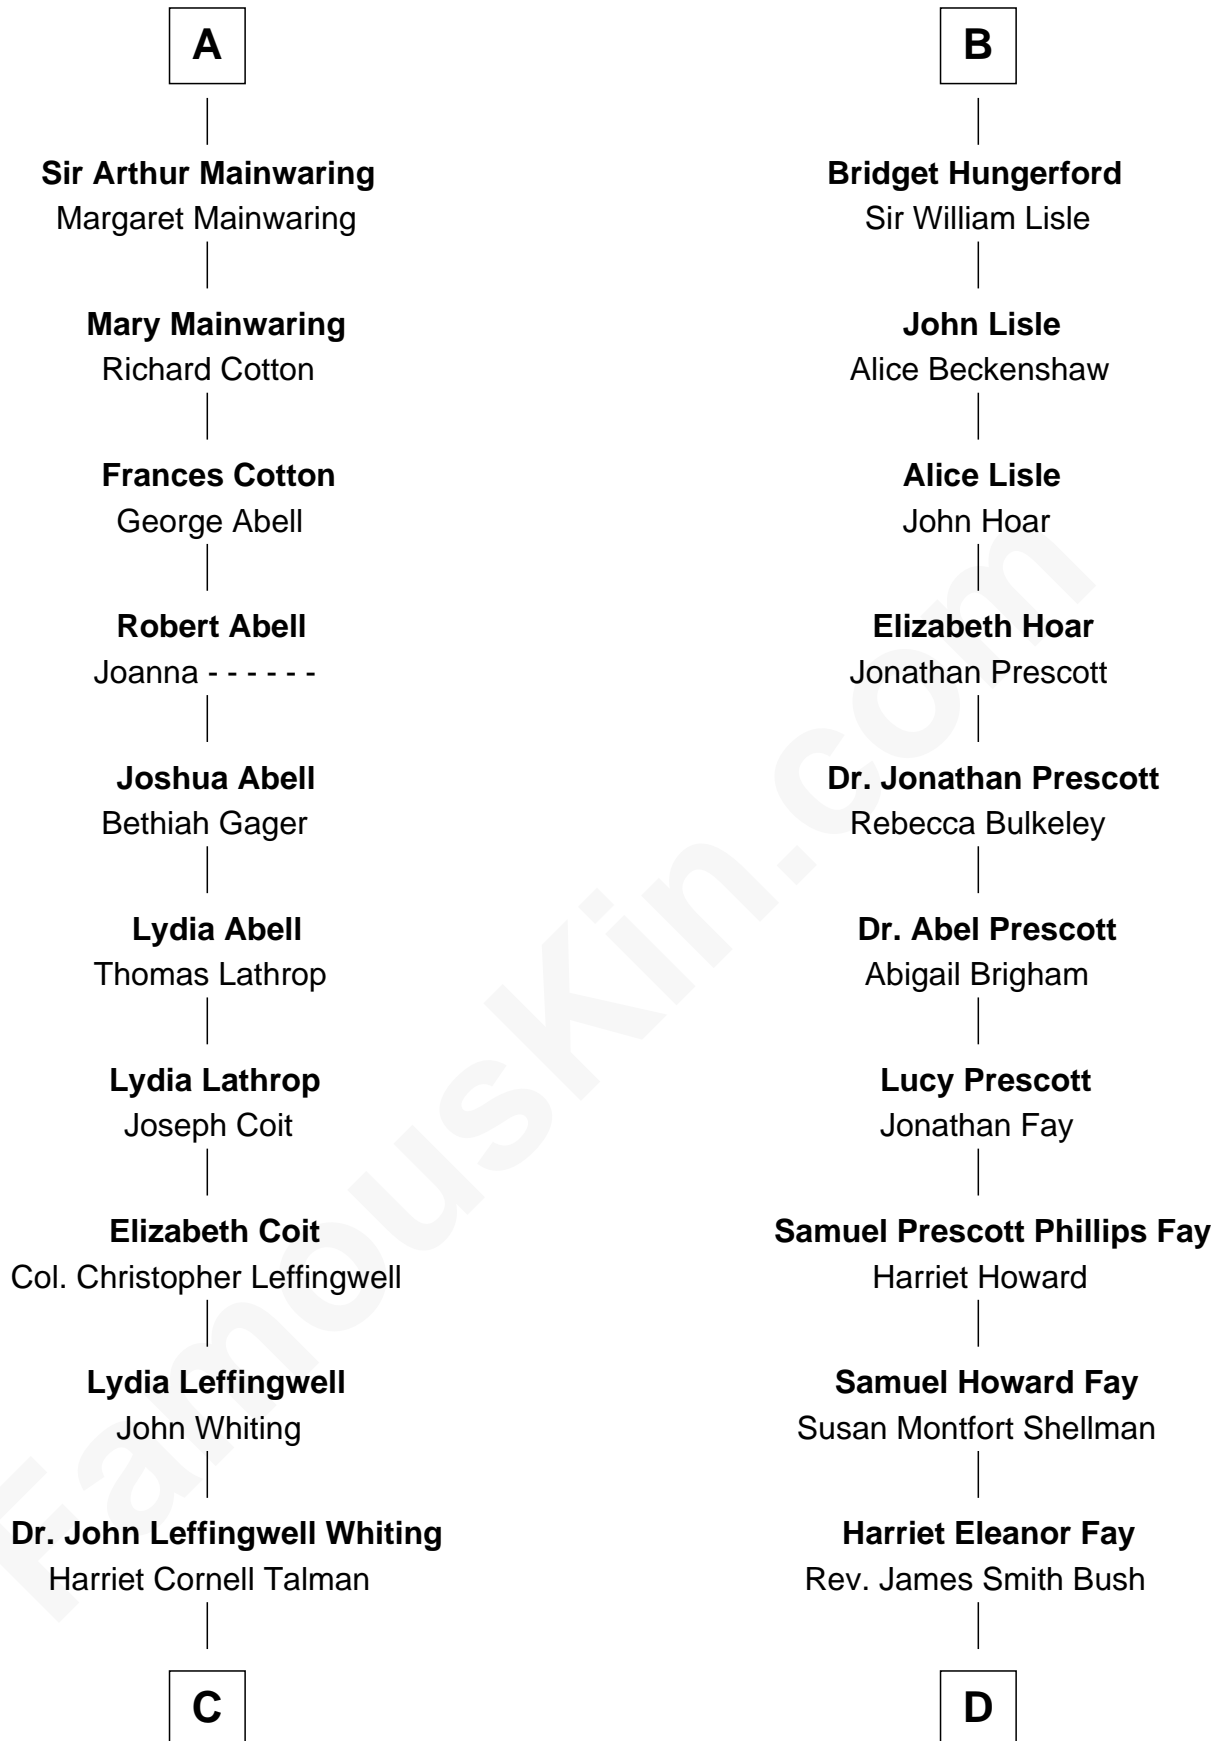 A
Sir Arthur Mainwaring
Margaret Mainwaring
Mary Mainwaring
Richard Cotton
Frances Cotton
George Abell
Robert Abell
Joanna - - - - - -
Joshua Abell
Bethiah Gager
Lydia Abell
Thomas Lathrop
Lydia Lathrop
Joseph Coit
Elizabeth Coit
Col. Christopher Leffingwell
Lydia Leffingwell
John Whiting
Dr. John Leffingwell Whiting
Harriet Cornell Talman
C
B
Bridget Hungerford
Sir William Lisle
John Lisle
Alice Beckenshaw
Alice Lisle
John Hoar
Elizabeth Hoar
Jonathan Prescott
Dr. Jonathan Prescott
Rebecca Bulkeley
Dr. Abel Prescott
Abigail Brigham
Lucy Prescott
Jonathan Fay
Samuel Prescott Phillips Fay
Harriet Howard
Samuel Howard Fay
Susan Montfort Shellman
Harriet Eleanor Fay
Rev. James Smith Bush
D
FamousKin.com